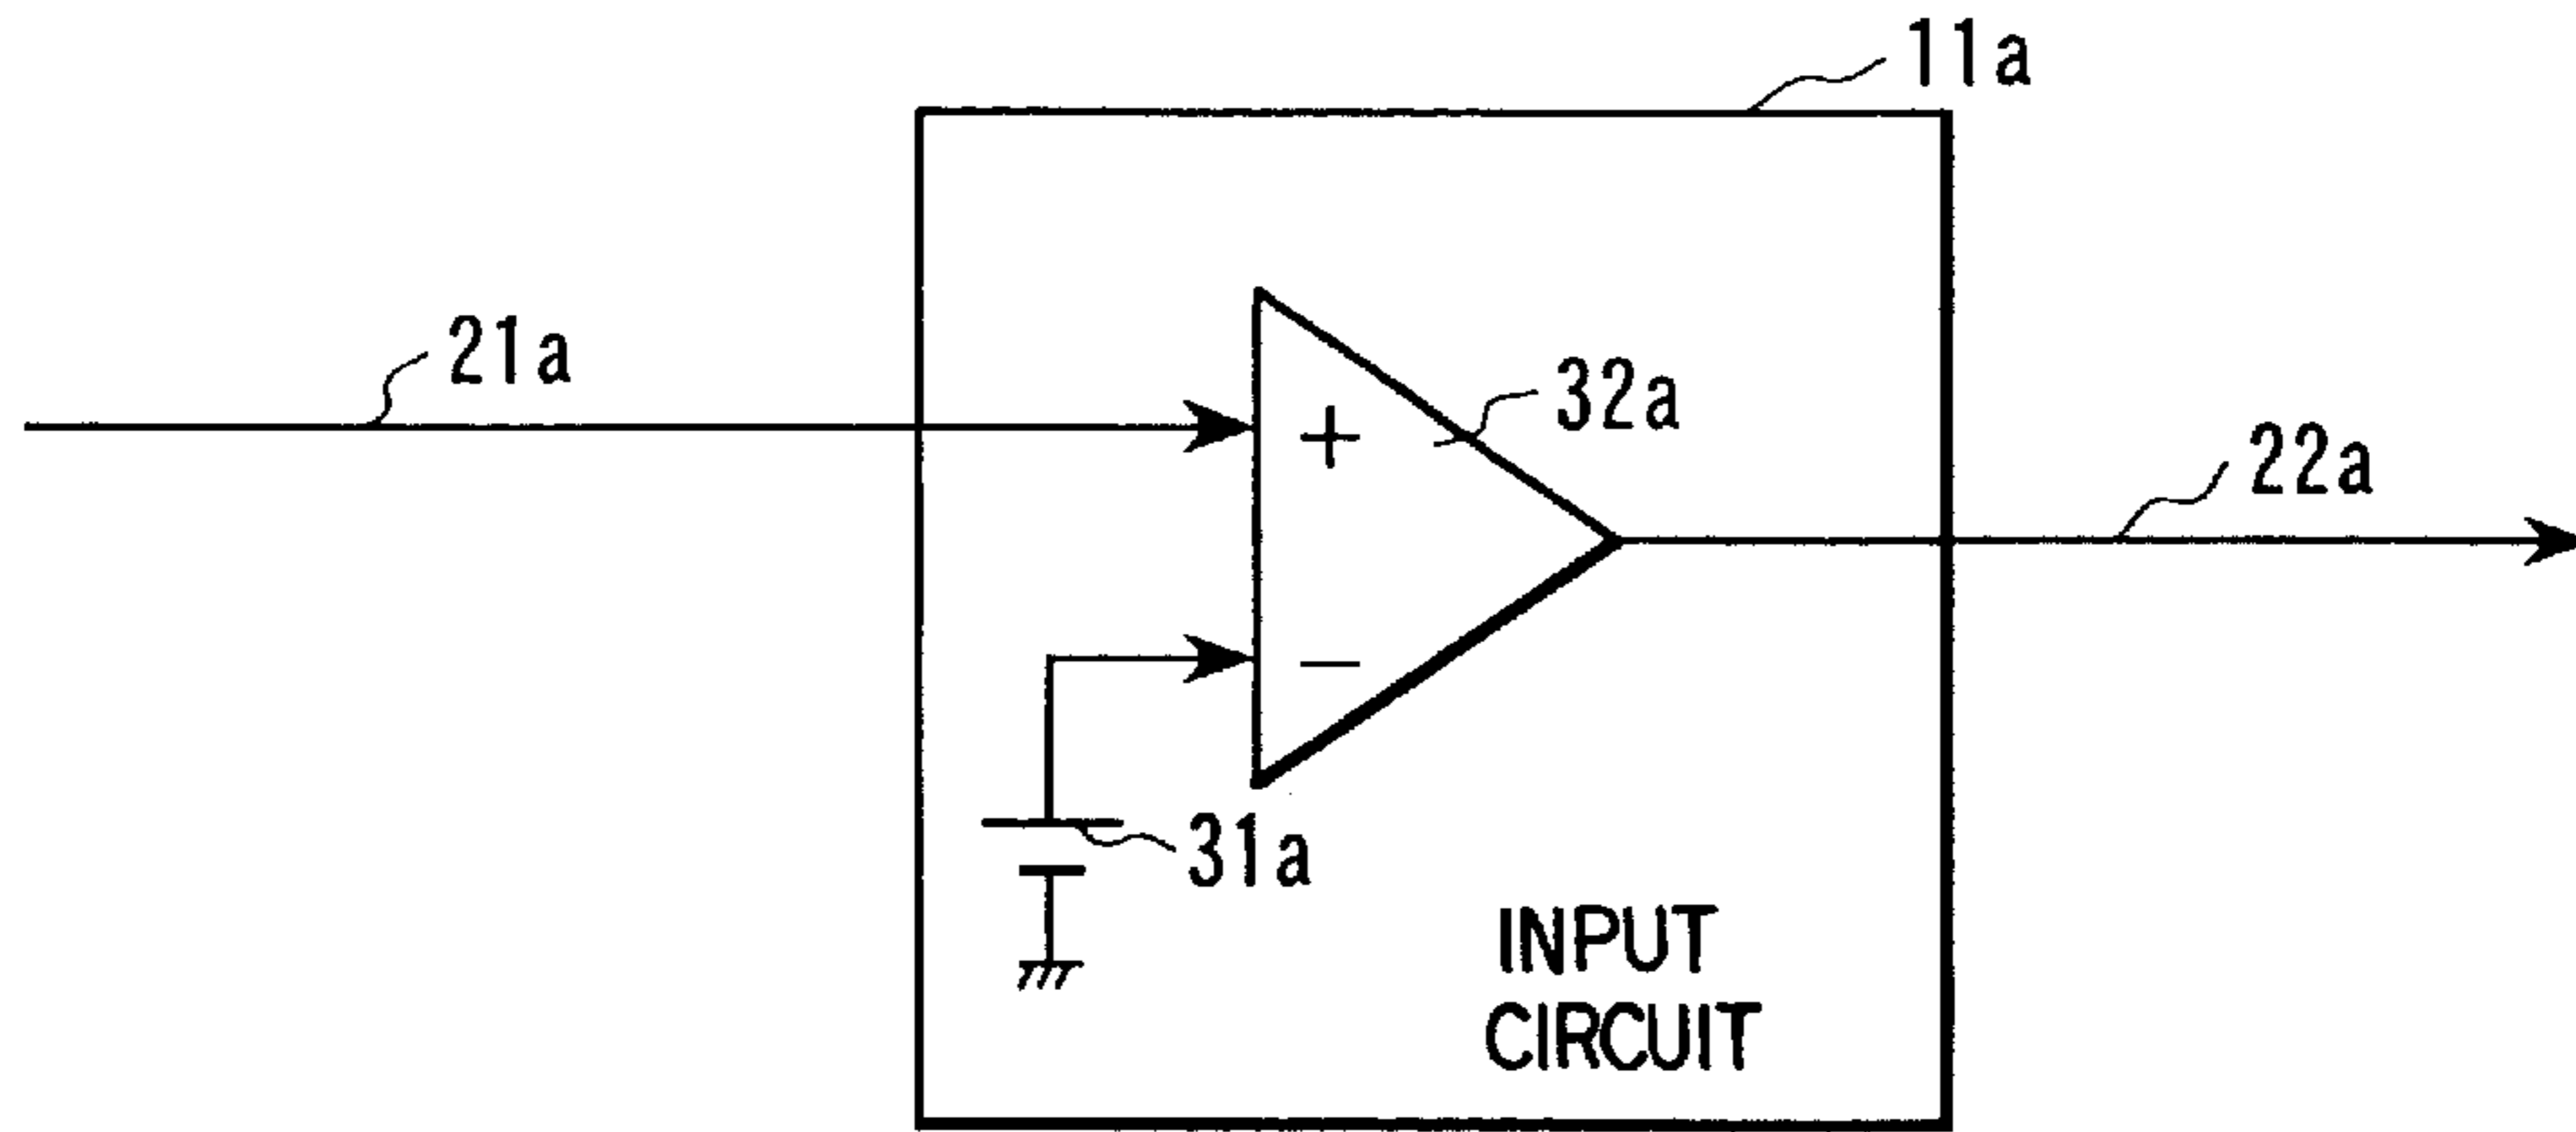 11a
21a
32a
22a
+
−
31a
INPUT
CIRCUIT